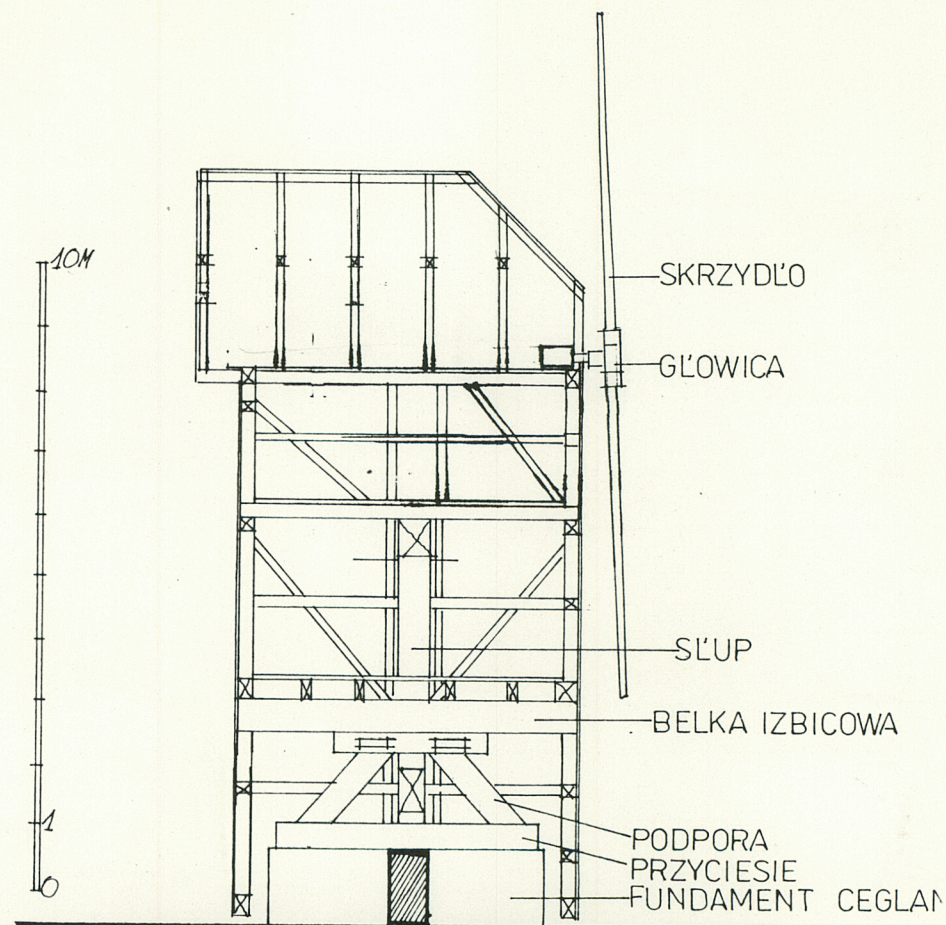 10M
SKRZYDŁO
GŁOWICA
SŁUP
BELKA IZBICOWA
1
PODPORA
PRZYCIESIE
0
FUNDAMENT CEGLAN